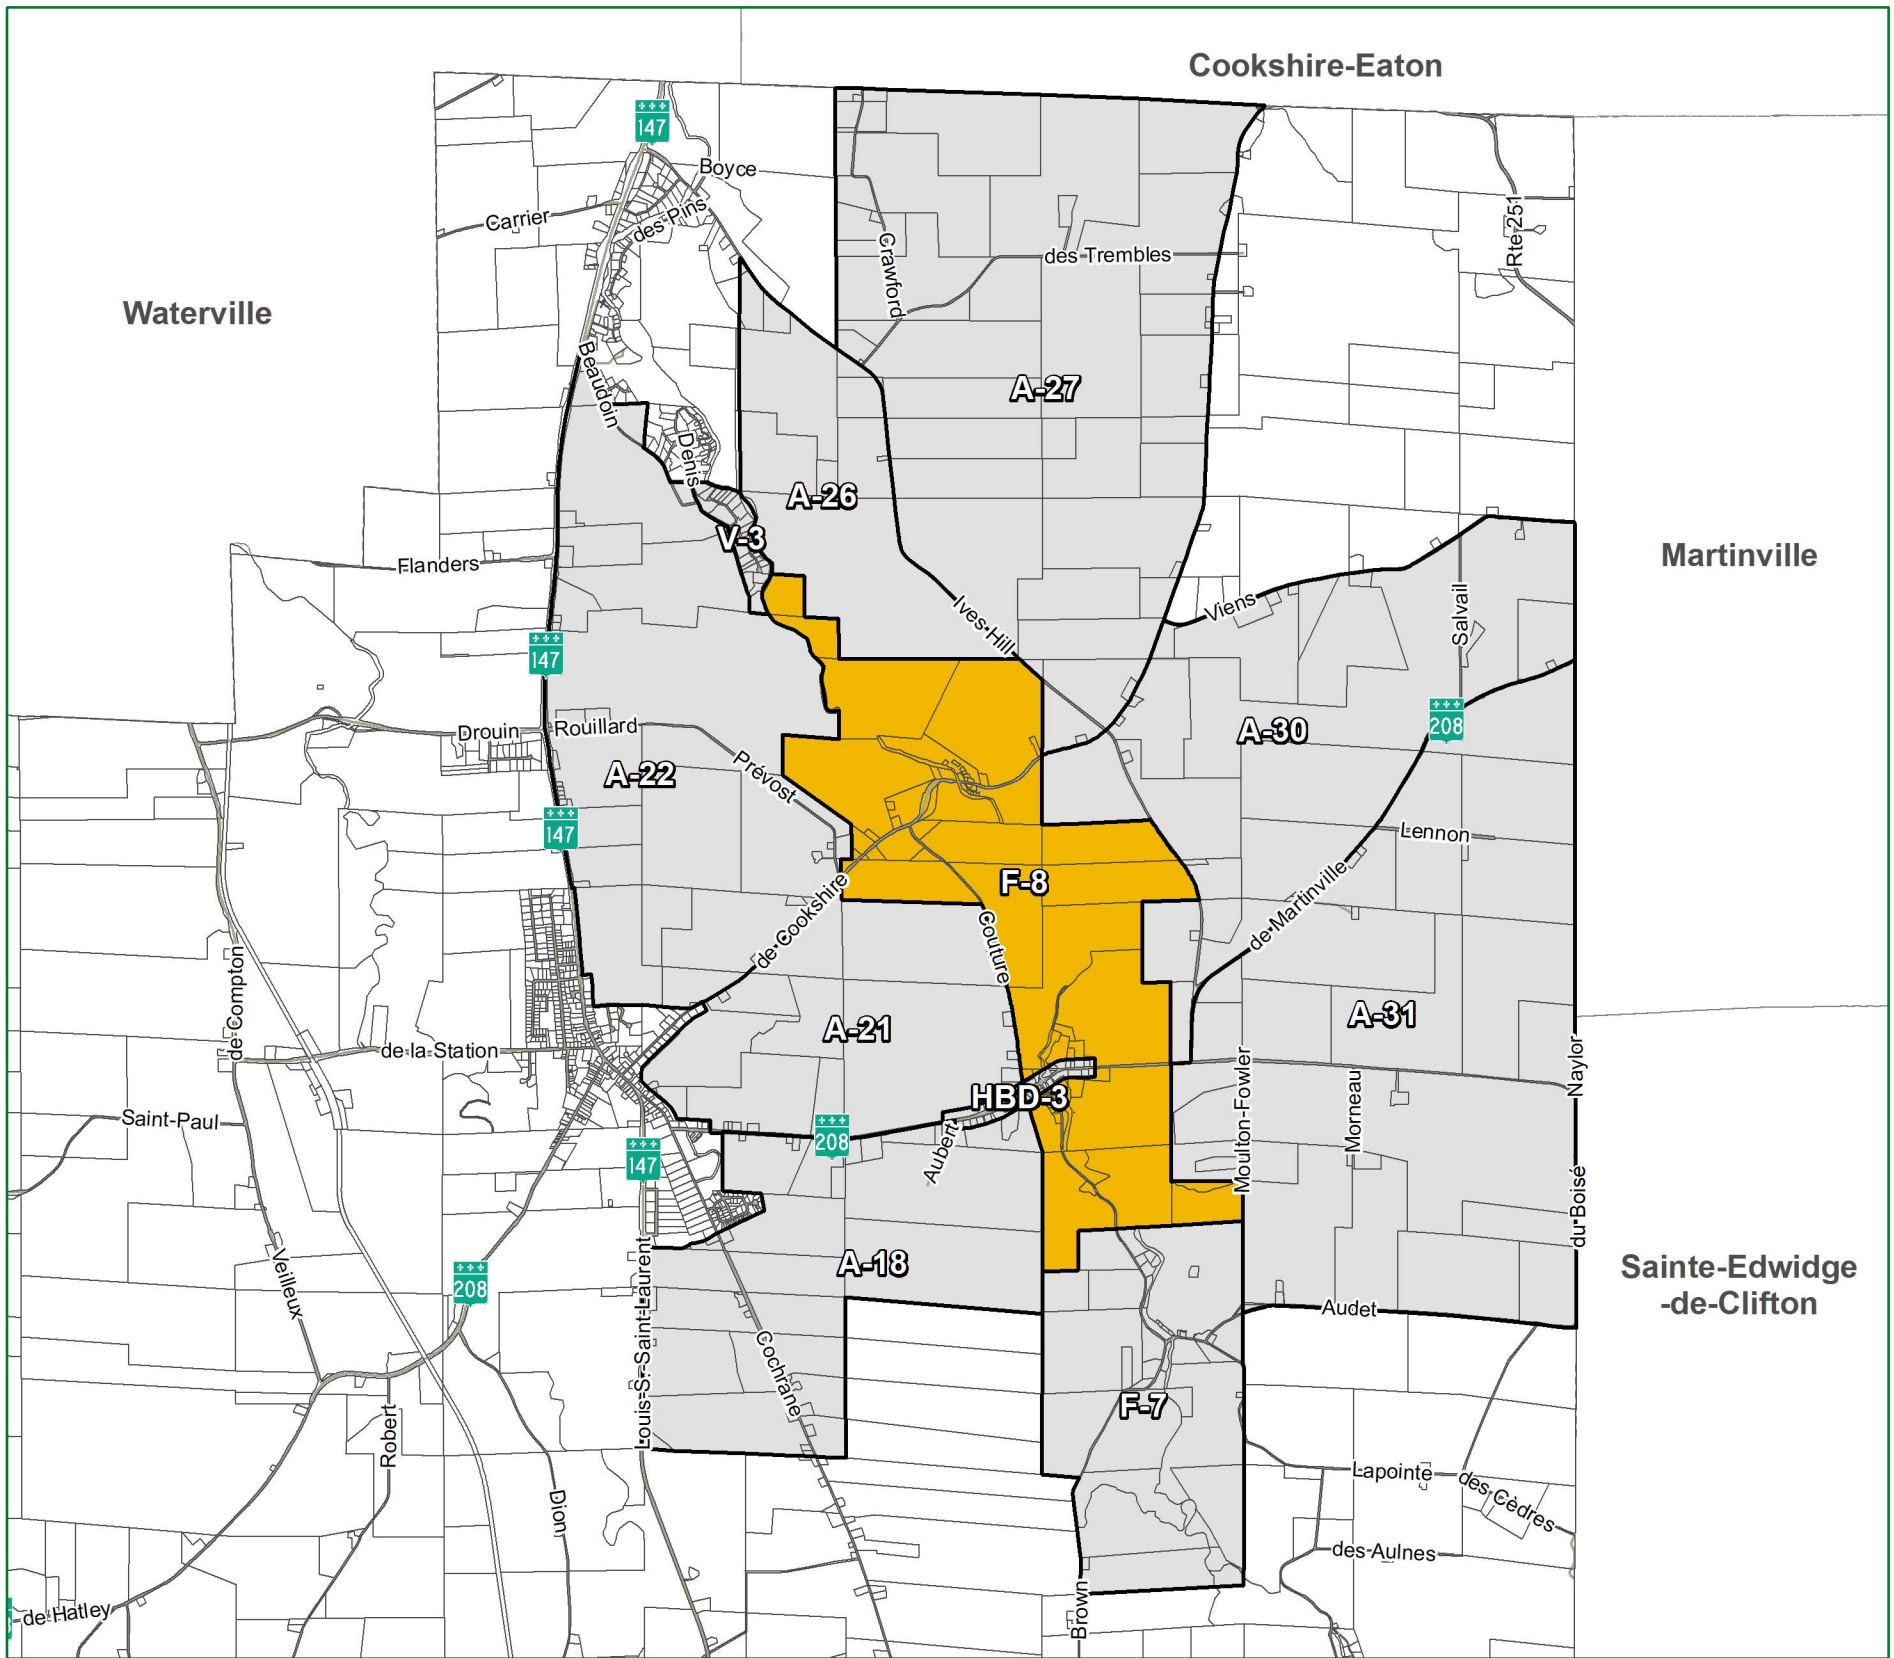 Cookshire-Eaton
147
Boyce
Carrier
des Pins
Rte 251
Crawford
des Trembles
Waterville
Beaudoin
A-27
Denis
A-26
V-3
Flanders
Martinville
Ives-Hill
Viens
Salvail
147
Drouin
Rouillard
A-30
208
Prévost
A-22
147
Lennon
F-8
de Cookshire
Couture
de Martinville
de Compton
A-21
A-31
de la Station
Naylor
HBD-3
Moulton-Fowler
Morneau
Saint-Paul
208
Aubert
147
du Boisé
Veilleux
208
Louis-S.-Saint-Laurent
A-18
Sainte-Edwidge
-de-Clifton
Audet
Cochrane
F-7
Robert
Lapointe
des Cèdres
Dion
des Aulnes
Brown
de Hatley